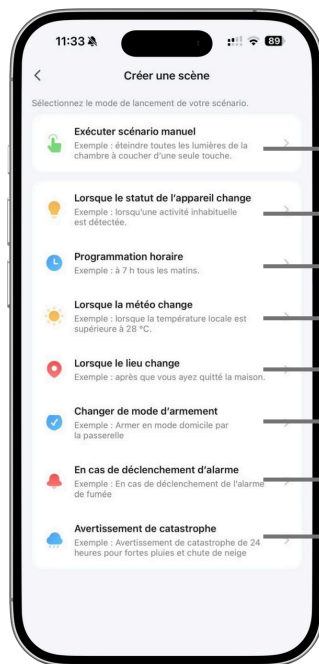 11:33
89
Créer une scène
Sélectionnez le mode de lancement de votre scénario.
Exécuter scénario manuel
Exemple : éteindre toutes les lumières de la
chambre à coucher d'une seule touche.
Lorsque le statut de l'appareil change
Exemple : lorsqu'une activité inhabituelle
est détectée.
Programmation horaire
Exemple : à 7 h tous les matins.
Lorsque la météo change
Exemple : lorsque la température locale est
supérieure à 28 °C.
Lorsque le lieu change
Exemple : après que vous ayez quitté la maison.
Changer de mode d'armement
Exemple : Armer en mode domicile par
la passerelle
En cas de déclenchement d'alarme
Exemple : En cas de déclenchement de l'alarme
de fumée
Avertissement de catastrophe
Exemple : Avertissement de catastrophe de 24
heures pour fortes pluies et chute de neige